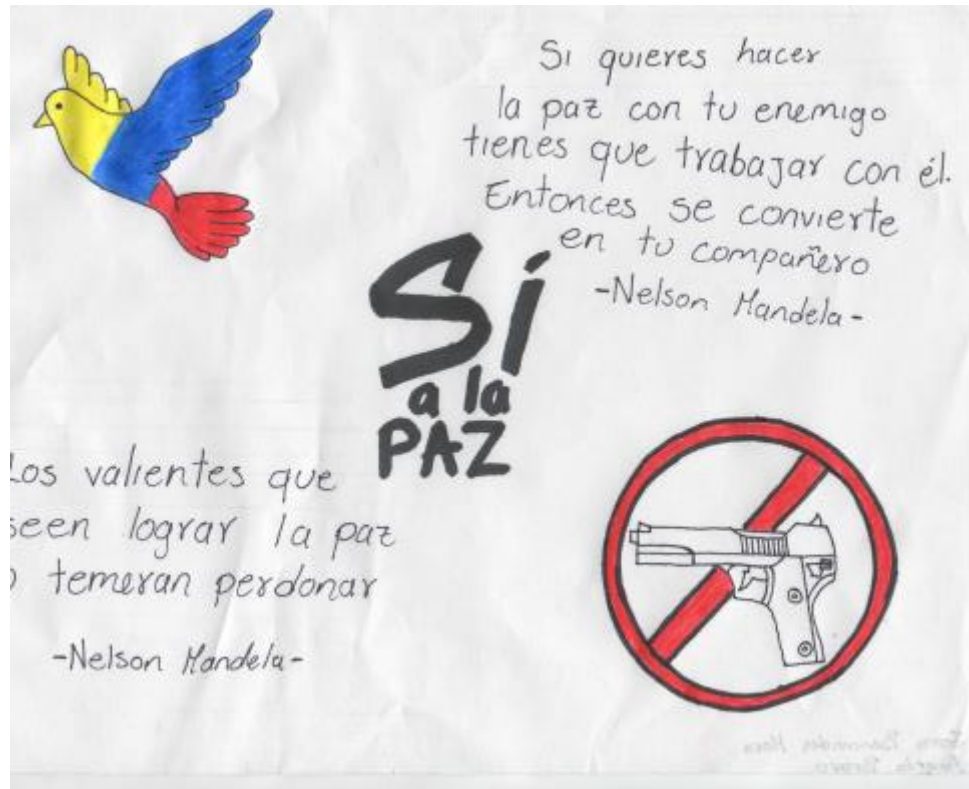 Si quieres hacer
la paz con tu enemigo
tienes que trabajar con él.
Entonces se convierte
en tu compañero
-Nelson Mandela-
Sí
a la
PAZ
Los valientes que
seen lograr la paz
temeran perdonar
-Nelson Mandela-